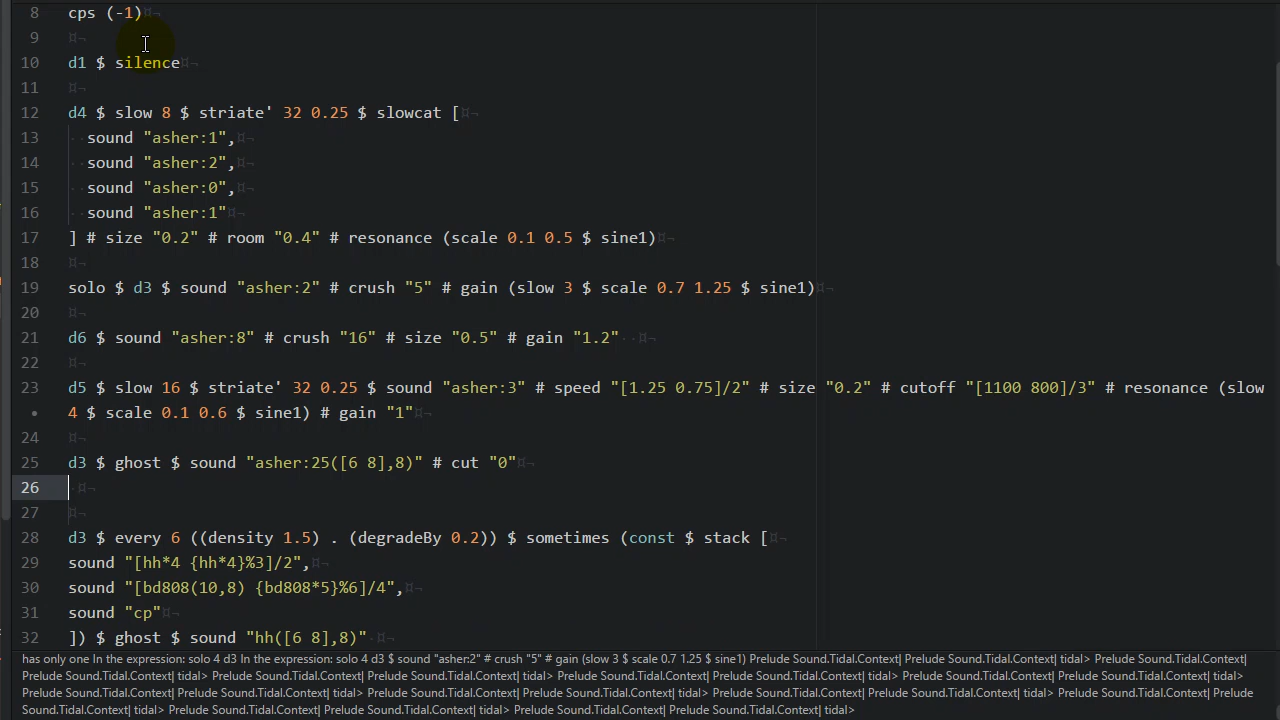 8 cps (-1)¤¬
9 ¤¬
10 d1 $ silence¤¬
11 ¤¬
12 d4 $ slow 8 $ striate' 32 0.25 $ slowcat [¤¬
13 ··sound "asher:1",¤¬
14 ··sound "asher:2",¤¬
15 ··sound "asher:0",¤¬
16 ··sound "asher:1"¤¬
17 ] # size "0.2" # room "0.4" # resonance (scale 0.1 0.5 $ sine1)¤¬
18 ¤¬
19 solo $ d3 $ sound "asher:2" # crush "5" # gain (slow 3 $ scale 0.7 1.25 $ sine1)¤¬
20 ¤¬
21 d6 $ sound "asher:8" # crush "16" # size "0.5" # gain "1.2"··¤¬
22 ¤¬
23 d5 $ slow 16 $ striate' 32 0.25 $ sound "asher:3" # speed "[1.25 0.75]/2" # size "0.2" # cutoff "[1100 800]/3" # resonance (slow
• 4 $ scale 0.1 0.6 $ sine1) # gain "1"¤¬
24 ¤¬
25 d3 $ ghost $ sound "asher:25([6 8],8)" # cut "0"¤¬
26 ·¤¬
27 ¤¬
28 d3 $ every 6 ((density 1.5) . (degradeBy 0.2)) $ sometimes (const $ stack [¤¬
29 sound "[hh*4 {hh*4}%3]/2",¤¬
30 sound "[bd808(10,8) {bd808*5}%6]/4",¤¬
31 sound "cp"¤¬
32 ]) $ ghost $ sound "hh([6 8],8)"·¤¬
has only one In the expression: solo 4 d3 In the expression: solo 4 d3 $ sound "asher:2" # crush "5" # gain (slow 3 $ scale 0.7 1.25 $ sine1) Prelude Sound.Tidal.Context| Prelude Sound.Tidal.Context| tidal> Prelude Sound.Tidal.Context|
Prelude Sound.Tidal.Context| tidal> Prelude Sound.Tidal.Context| Prelude Sound.Tidal.Context| tidal> Prelude Sound.Tidal.Context| Prelude Sound.Tidal.Context| tidal> Prelude Sound.Tidal.Context| Prelude Sound.Tidal.Context| tidal>
Prelude Sound.Tidal.Context| Prelude Sound.Tidal.Context| tidal> Prelude Sound.Tidal.Context| Prelude Sound.Tidal.Context| tidal> Prelude Sound.Tidal.Context| Prelude Sound.Tidal.Context| tidal> Prelude Sound.Tidal.Context| Prelude
Sound.Tidal.Context| tidal> Prelude Sound.Tidal.Context| Prelude Sound.Tidal.Context| tidal> Prelude Sound.Tidal.Context| Prelude Sound.Tidal.Context| tidal>